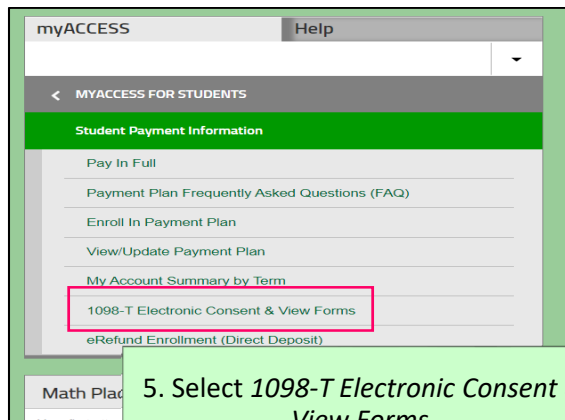 myACCESS Help
< MYACCESS FOR STUDENTS
Student Payment Information
Pay In Full
Payment Plan Frequently Asked Questions (FAQ)
Enroll In Payment Plan
View/Update Payment Plan
My Account Summary by Term
1098-T Electronic Consent & View Forms
eRefund Enrollment (Direct Deposit)
Math Plac
5. Select 1098-T Electronic Consent
View Forms